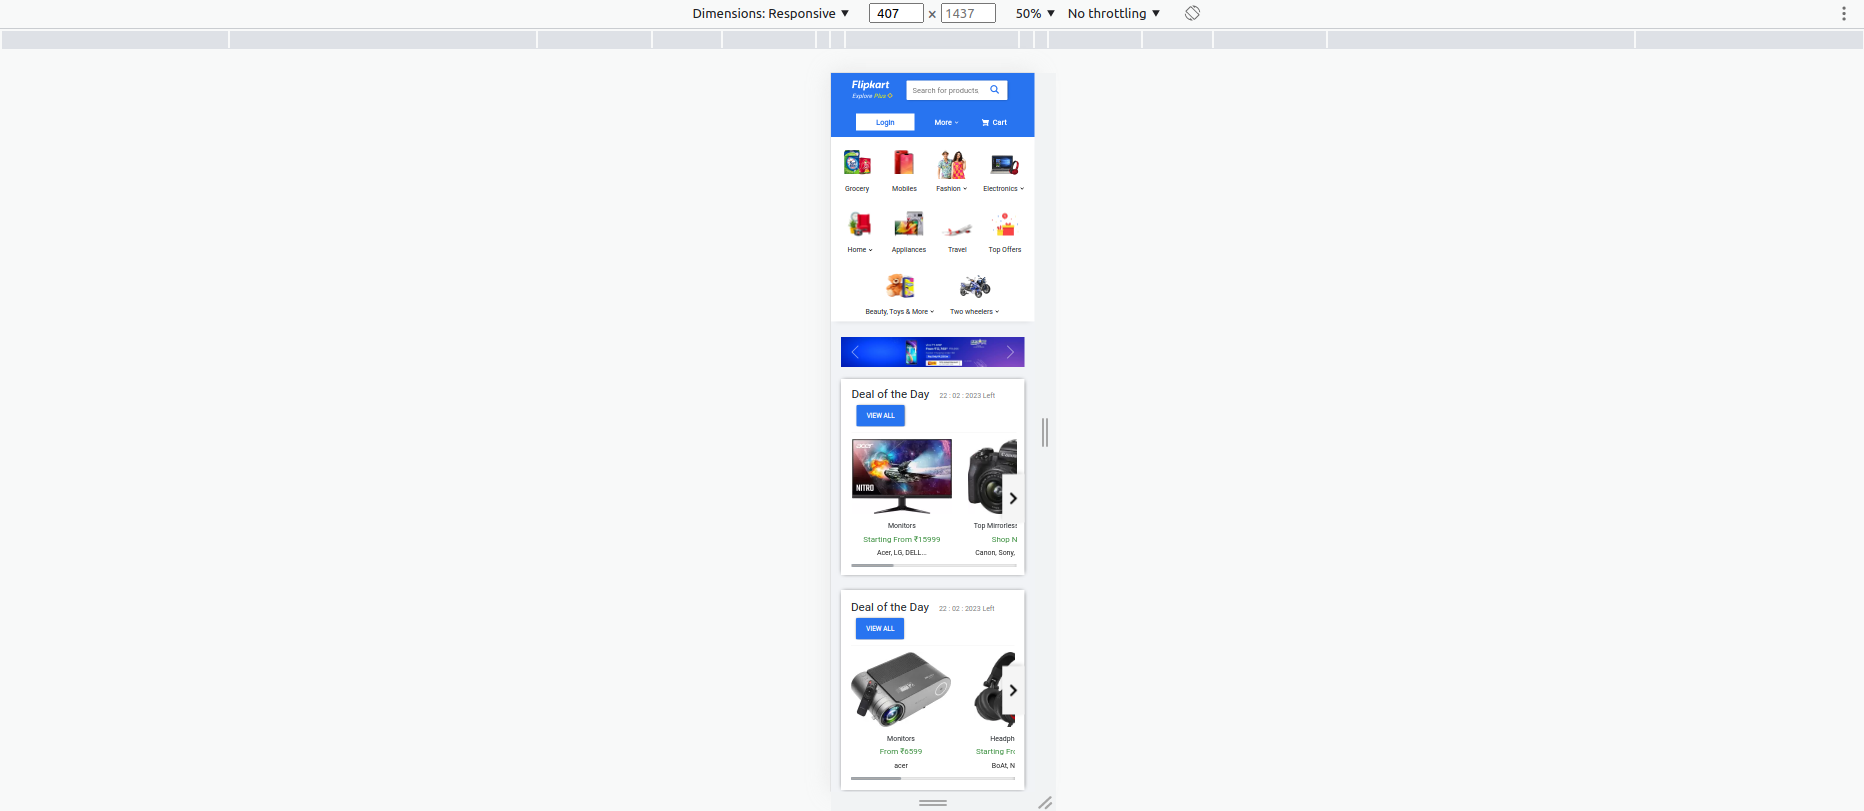 Dimensions: Responsive ▼ 407 × 1437 50% ▼ No throttling ▼
Flipkart
Explore Plus
Search for products
Login More Cart
Grocery Mobiles Fashion Electronics
Home Appliances Travel Top Offers
Beauty, Toys & More Two wheelers
Deal of the Day 22 : 02 : 2023 Left
VIEW ALL
acer
NITRO
Monitors Top Mirrorless
Starting From ₹15999 Shop N
Acer, LG, DELL... Canon, Sony,
Deal of the Day 22 : 02 : 2023 Left
VIEW ALL
Monitors Headph
From ₹6599 Starting Fro
acer BoAt, N